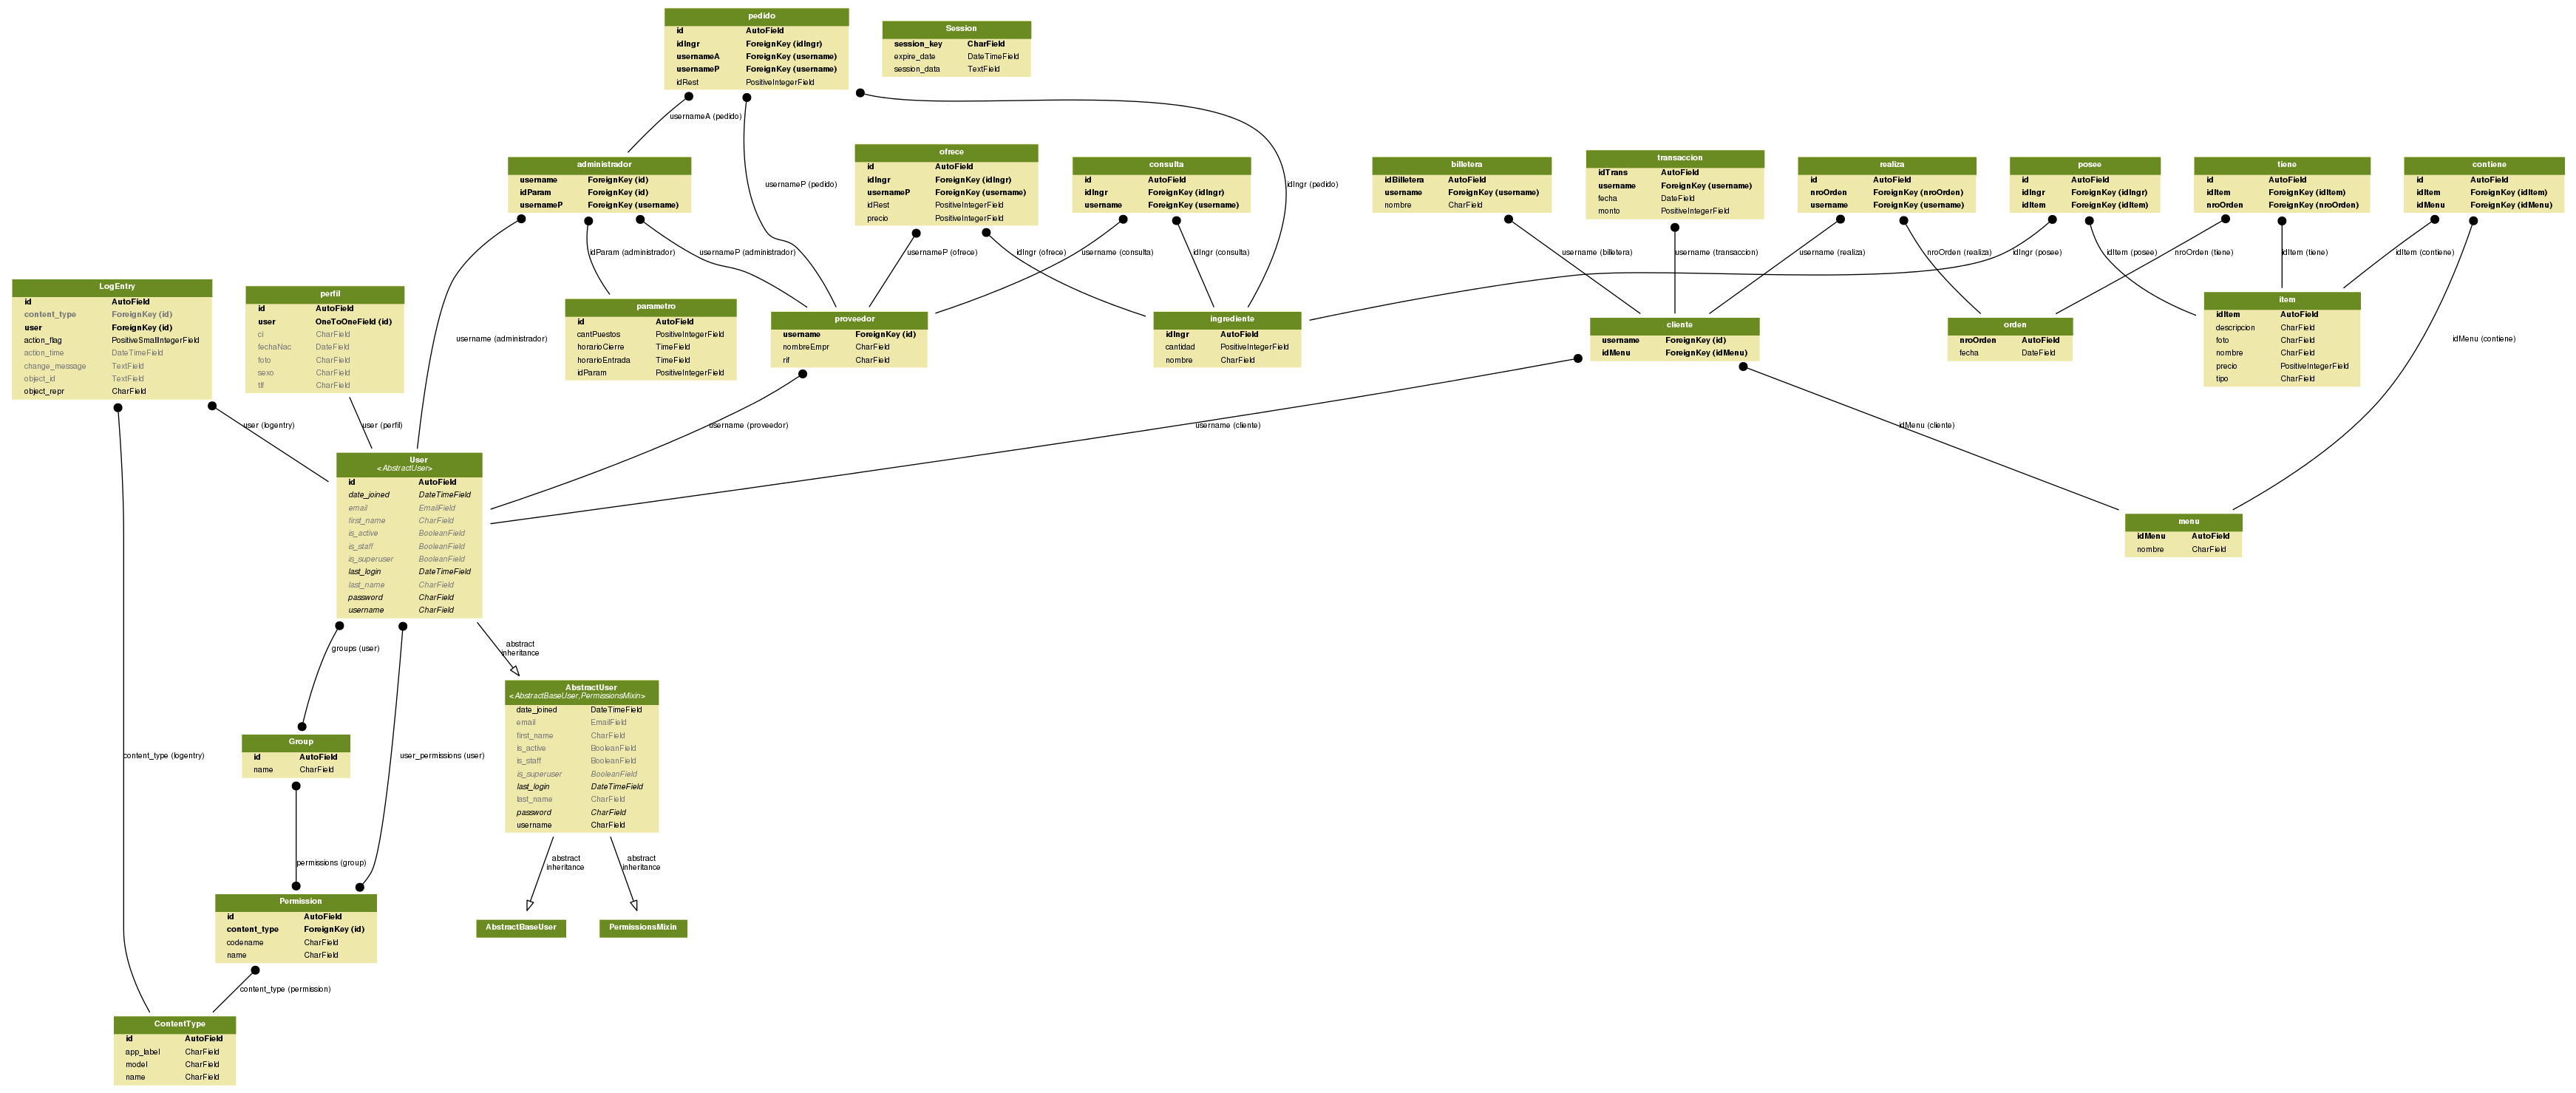 pedido
id AutoField
idIngr ForeignKey (idIngr)
usernameA ForeignKey (username)
usernameP ForeignKey (username)
idRest PositiveIntegerField
Session
session_key CharField
expire_date DateTimeField
session_data TextField
usernameA (pedido)
usernameP (pedido)
idIngr (pedido)
administrador
username ForeignKey (id)
idParam ForeignKey (id)
usernameP ForeignKey (username)
ofrece
id AutoField
idIngr ForeignKey (idIngr)
usernameP ForeignKey (username)
idRest PositiveIntegerField
precio PositiveIntegerField
consulta
id AutoField
idIngr ForeignKey (idIngr)
username ForeignKey (username)
billetera
idBilletera AutoField
username ForeignKey (username)
nombre CharField
transaccion
idTrans AutoField
username ForeignKey (username)
fecha DateField
monto PositiveIntegerField
realiza
id AutoField
nroOrden ForeignKey (nroOrden)
username ForeignKey (username)
posee
id AutoField
idIngr ForeignKey (idIngr)
idItem ForeignKey (idItem)
tiene
id AutoField
idItem ForeignKey (idItem)
nroOrden ForeignKey (nroOrden)
contiene
id AutoField
idItem ForeignKey (idItem)
idMenu ForeignKey (idMenu)
idParam (administrador)
usernameP (administrador)
usernameP (ofrece)
idIngr (ofrece)
username (consulta)
idIngr (consulta)
username (billetera)
username (transaccion)
username (realiza)
nroOrden (realiza)
idIngr (posee)
idItem (posee)
nroOrden (tiene)
idItem (tiene)
idItem (contiene)
LogEntry
id AutoField
content_type ForeignKey (id)
user ForeignKey (id)
action_flag PositiveSmallIntegerField
action_time DateTimeField
change_message TextField
object_id TextField
object_repr CharField
perfil
id AutoField
user OneToOneField (id)
ci CharField
fechaNac DateField
foto CharField
sexo CharField
tlf CharField
username (administrador)
parametro
id AutoField
cantPuestos PositiveIntegerField
horarioCierre TimeField
horarioEntrada TimeField
idParam PositiveIntegerField
proveedor
username ForeignKey (id)
nombreEmpr CharField
rif CharField
ingrediente
idIngr AutoField
cantidad PositiveIntegerField
nombre CharField
cliente
username ForeignKey (id)
idMenu ForeignKey (idMenu)
orden
nroOrden AutoField
fecha DateField
item
idItem AutoField
descripcion CharField
foto CharField
nombre CharField
precio PositiveIntegerField
tipo CharField
idMenu (contiene)
user (logentry)
user (perfil)
username (proveedor)
username (cliente)
idMenu (cliente)
User
<AbstractUser>
id AutoField
date_joined DateTimeField
email EmailField
first_name CharField
is_active BooleanField
is_staff BooleanField
is_superuser BooleanField
last_login DateTimeField
last_name CharField
password CharField
username CharField
menu
idMenu AutoField
nombre CharField
groups (user)
abstract
inheritance
AbstractUser
<AbstractBaseUser,PermissionsMixin>
date_joined DateTimeField
email EmailField
first_name CharField
is_active BooleanField
is_staff BooleanField
is_superuser BooleanField
last_login DateTimeField
last_name CharField
password CharField
username CharField
Group
id AutoField
name CharField
content_type (logentry)
user_permissions (user)
permissions (group)
abstract
inheritance
abstract
inheritance
Permission
id AutoField
content_type ForeignKey (id)
codename CharField
name CharField
AbstractBaseUser
PermissionsMixin
content_type (permission)
ContentType
id AutoField
app_label CharField
model CharField
name CharField